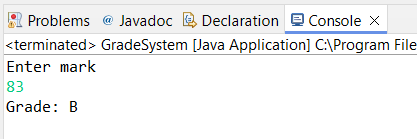 Problems @ Javadoc Declaration Console
<terminated> GradeSystem [Java Application] C:\Program File
Enter mark
83
Grade: B